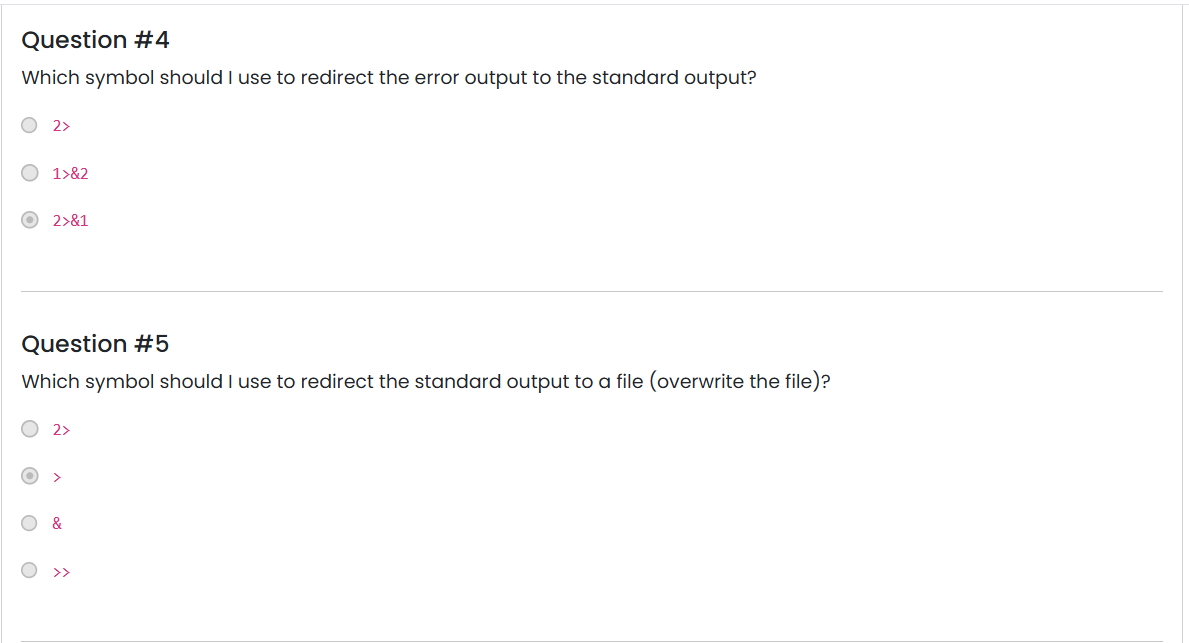 Question #4
Which symbol should I use to redirect the error output to the standard output?
2>
1>&2
2>&1
Question #5
Which symbol should I use to redirect the standard output to a file (overwrite the file)?
2>
>
&
>>